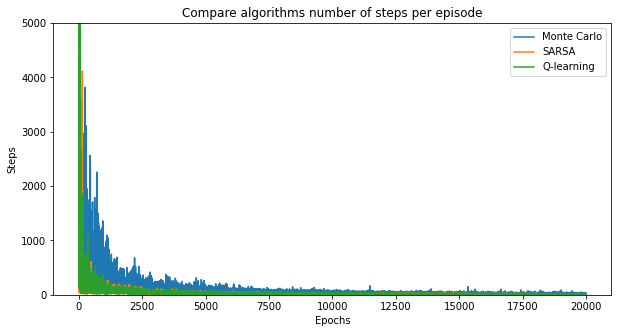 Compare algorithms number of steps per episode
Monte Carlo
SARSA
Q-learning
Steps
5000
4000
3000
2000
1000
0
0 2500 5000 7500 10000 12500 15000 17500 20000
Epochs